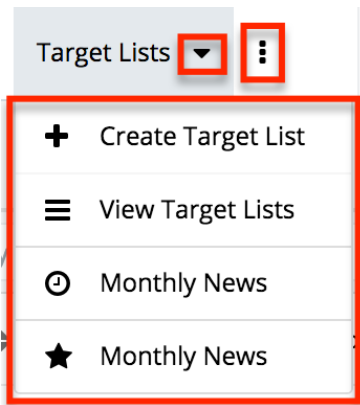 Target Lists
Create Target List
View Target Lists
Monthly News
Monthly News